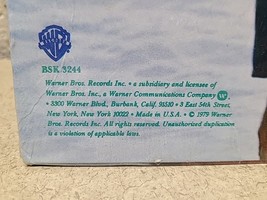 BSK 3244
Warner Bros. Records Inc. • a subsidiary and licensee of
Warner Bros. Inc., a Warner Communications Company
• 3300 Warner Blvd., Burbank, Calif. 91510 • 3 East 54th Street,
New York, New York 10022 • Made in U.S.A. • © 1979 Warner
Bros. Records Inc. All rights reserved. Unauthorized duplication
is a violation of applicable laws.